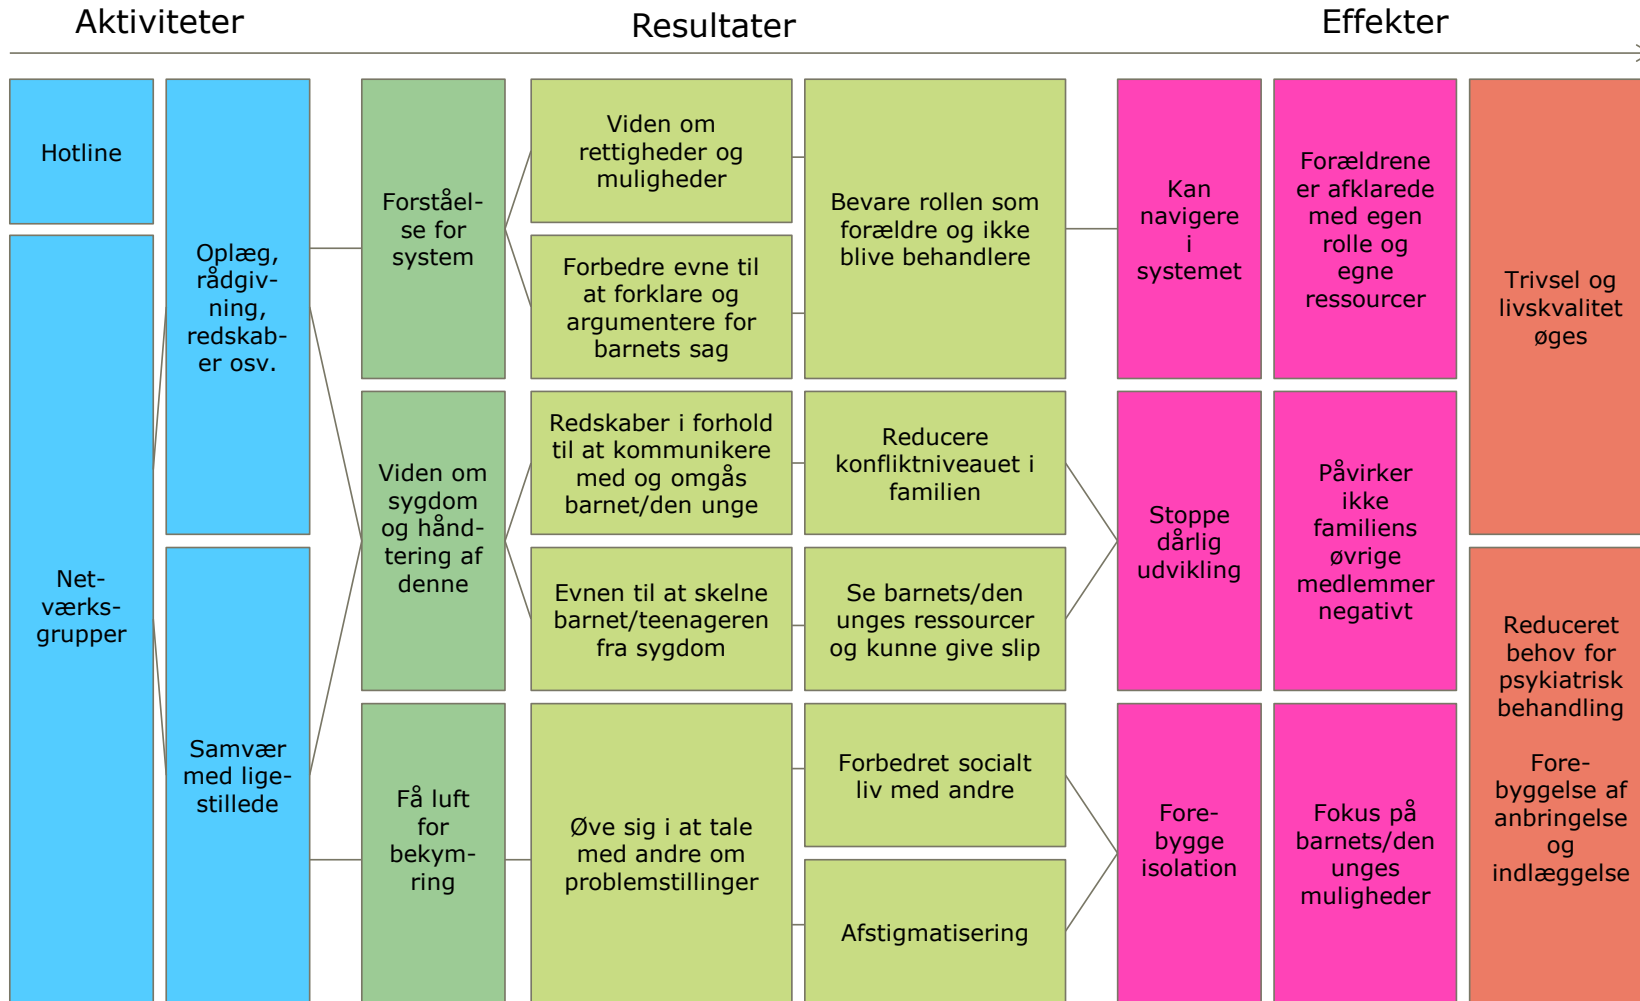 Aktiviteter
Resultater
Effekter
Hotline
Net-
værks-
grupper
Oplæg,
rådgiv-
ning,
redskab-
er osv.
Samvær
med lige-
stillede
Forståel-
se for
system
Viden om
sygdom
og hånd-
tering af
denne
Få luft
for
bekym-
ring
Viden om
rettigheder og
muligheder
Forbedre evne til
at forklare og
argumentere for
barnets sag
Redskaber i forhold
til at kommunikere
med og omgås
barnet/den unge
Evnen til at skelne
barnet/teenageren
fra sygdom
Øve sig i at tale
med andre om
problemstillinger
Bevare rollen som
forældre og ikke
blive behandlere
Reducere
konfliktniveauet i
familien
Se barnets/den
unges ressourcer
og kunne give slip
Forbedret socialt
liv med andre
Afstigmatisering
Kan
navigere
i
systemet
Stoppe
dårlig
udvikling
Fore-
bygge
isolation
Forældrene
er afklarede
med egen
rolle og
egne
ressourcer
Påvirker
ikke
familiens
øvrige
medlemmer
negativt
Fokus på
barnets/den
unges
muligheder
Trivsel og
livskvalitet
øges
Reduceret
behov for
psykiatrisk
behandling
Fore-
byggelse af
anbringelse
og
indlæggelse